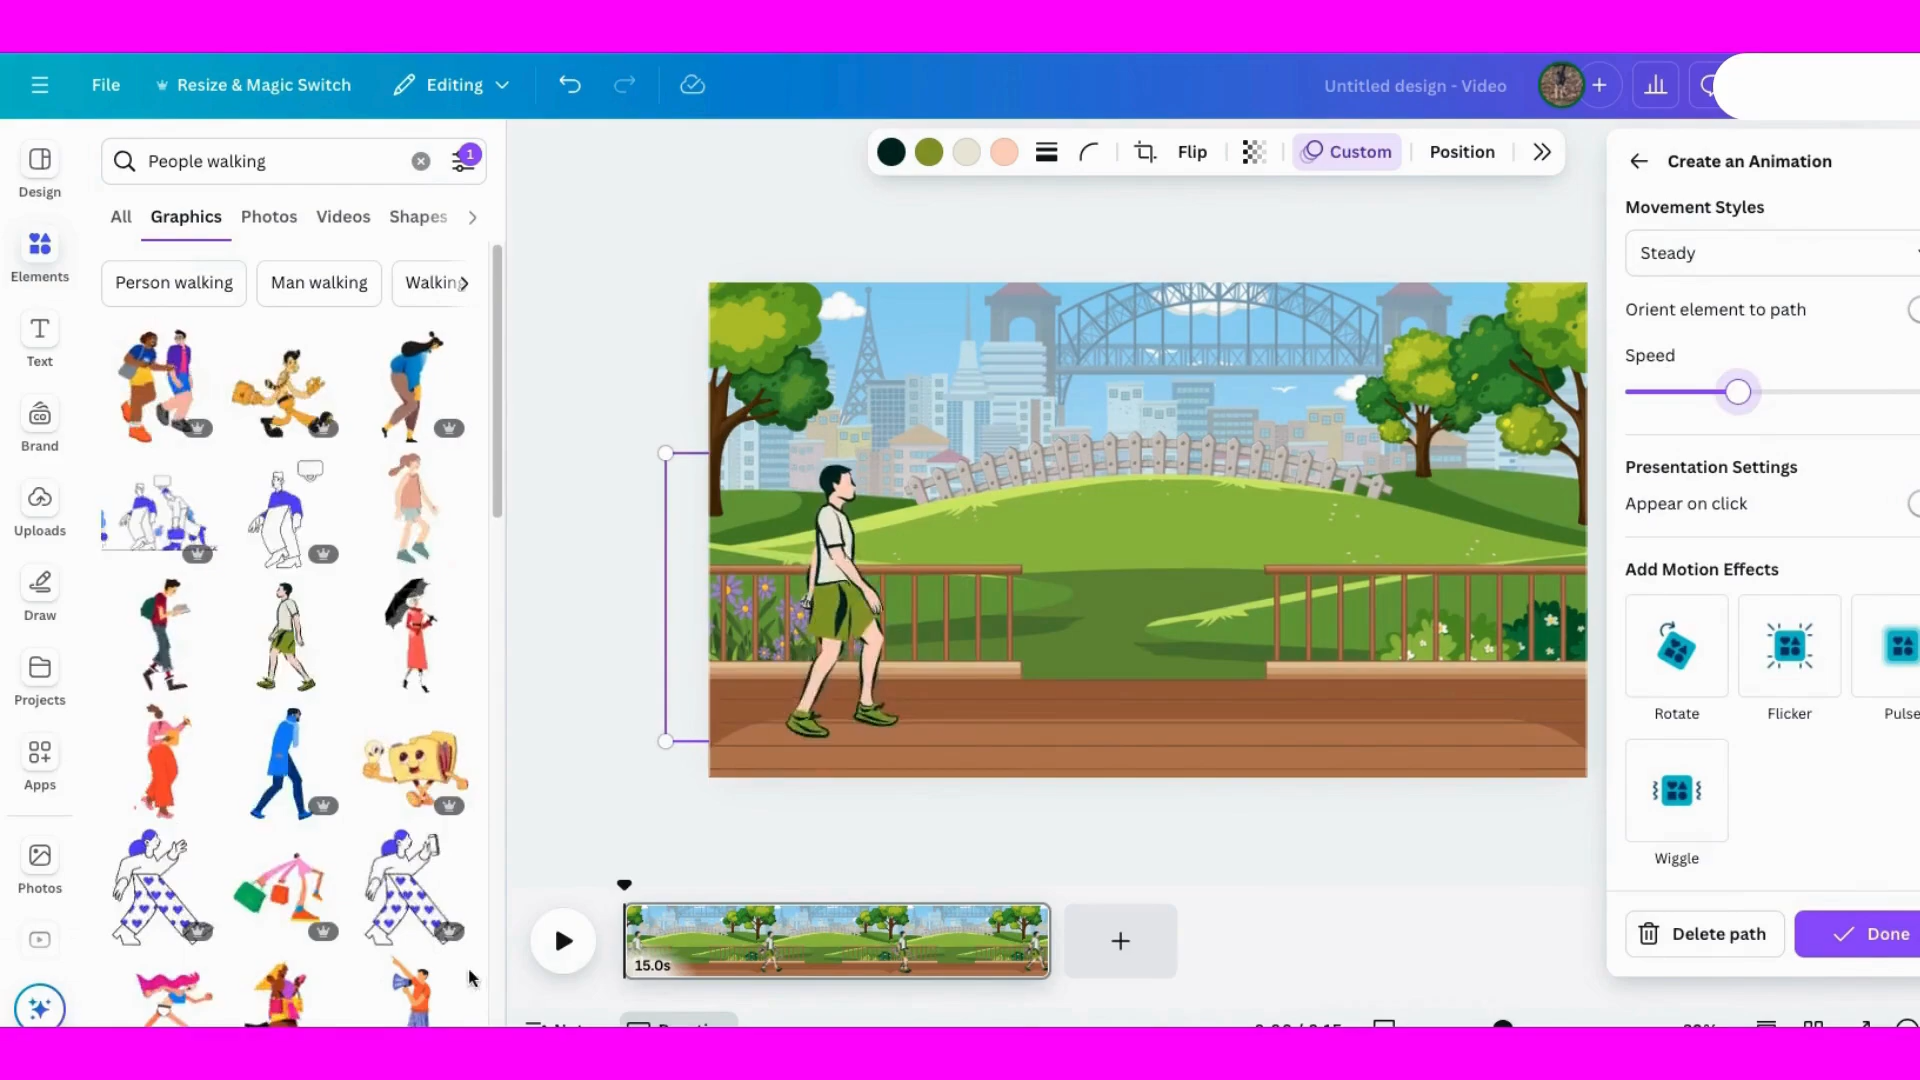 File
Resize & Magic Switch
Editing
Untitled design - Video
Design
Elements
Text
Brand
Uploads
Draw
Projects
Apps
Photos
People walking
1
All
Graphics
Photos
Videos
Shapes
Person walking
Man walking
Walking
Flip
Custom
Position
15.0s
Create an Animation
Movement Styles
Steady
Orient element to path
Speed
Presentation Settings
Appear on click
Add Motion Effects
Rotate
Flicker
Pulse
Wiggle
Delete path
Done